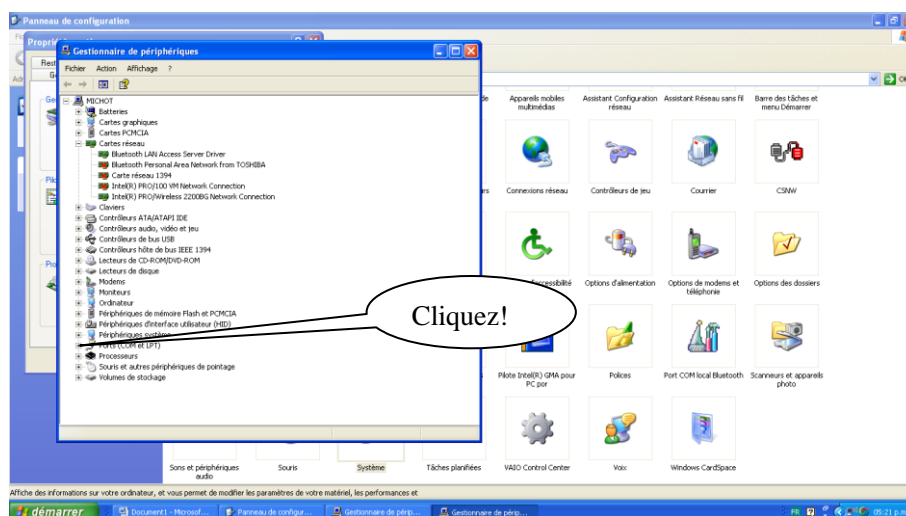 Panneau de configuration
Gestionnaire de périphériques
Fichier Action Affichage ?
MICHOT
Batteries
Cartes graphiques
Cartes PCMCIA
Cartes réseau
Bluetooth LAN Access Server Driver
Bluetooth Personal Area Network from TOSHIBA
Carte réseau 1394
Intel(R) PRO/100 VM Network Connection
Intel(R) PRO/Wireless 2200BG Network Connection
Claviers
Contrôleurs ATA/ATAPI IDE
Contrôleurs audio, vidéo et jeu
Contrôleurs de bus USB
Contrôleurs hôte de bus IEEE 1394
Lecteurs de CD-ROM/DVD-ROM
Lecteurs de disque
Modems
Moniteurs
Ordinateur
Périphériques de mémoire Flash et PCMCIA
Périphériques d'interface utilisateur (HID)
Périphériques système
Ports (COM et LPT)
Processeurs
Souris et autres périphériques de pointage
Volumes de stockage
Cliquez!
Appareils mobiles multimédias
Assistant Configuration réseau
Assistant Réseau sans fil
Barre des tâches et menu Démarrer
Connexions réseau
Contrôleurs de jeu
Courrier
CSNW
Options d'alimentation
Options de modems et téléphonie
Options des dossiers
Pilote Intel(R) GMA pour PC por
Polices
Port COM local Bluetooth
Scanneurs et appareils photo
Sons et périphériques audio
Souris
Système
Tâches planifiées
VAIO Control Center
Voix
Windows CardSpace
Affiche des informations sur votre ordinateur, et vous permet de modifier les paramètres de votre matériel, les performances et
démarrer
Document1 - Microsof...
Panneau de configur...
Gestionnaire de périp...
Gestionnaire de périp...
FR
05:21 p.m.